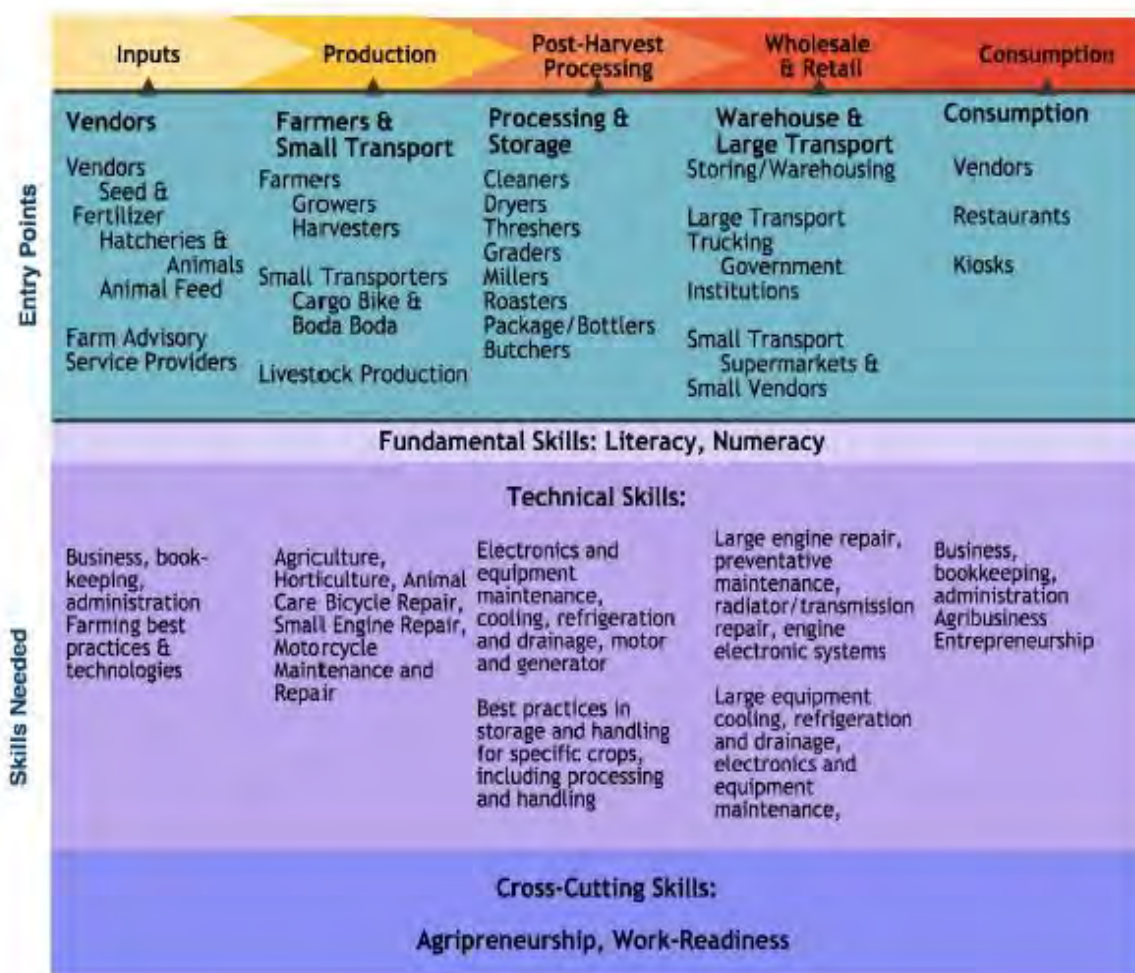 Inputs
Production
Post-Harvest
Processing
Wholesale
& Retail
Consumption
Entry Points
Vendors
Vendors
Seed &
Fertilizer
Hatcheries &
Animals
Animal Feed
Farm Advisory
Service Providers
Farmers &
Small Transport
Farmers
Growers
Harvesters
Small Transporters
Cargo Bike &
Boda Boda
Livestock Production
Processing &
Storage
Cleaners
Dryers
Threshers
Graders
Millers
Roasters
Package/Bottlers
Butchers
Warehouse &
Large Transport
Storing/Warehousing
Large Transport
Trucking
Government
Institutions
Small Transport
Supermarkets &
Small Vendors
Consumption
Vendors
Restaurants
Kiosks
Skills Needed
Fundamental Skills: Literacy, Numeracy
Technical Skills:
Business, book-
keeping,
administration
Farming best
practices &
technologies
Agriculture,
Horticulture, Animal
Care Bicycle Repair,
Small Engine Repair,
Motorcycle
Maintenance and
Repair
Electronics and
equipment
maintenance,
cooling, refrigeration
and drainage, motor
and generator
Best practices in
storage and handling
for specific crops,
including processing
and handling
Large engine repair,
preventative
maintenance,
radiator/transmission
repair, engine
electronic systems
Large equipment
cooling, refrigeration
and drainage,
electronics and
equipment
maintenance,
Business,
bookkeeping,
administration
Agribusiness
Entrepreneurship
Cross-Cutting Skills:
Agripreneurship, Work-Readiness